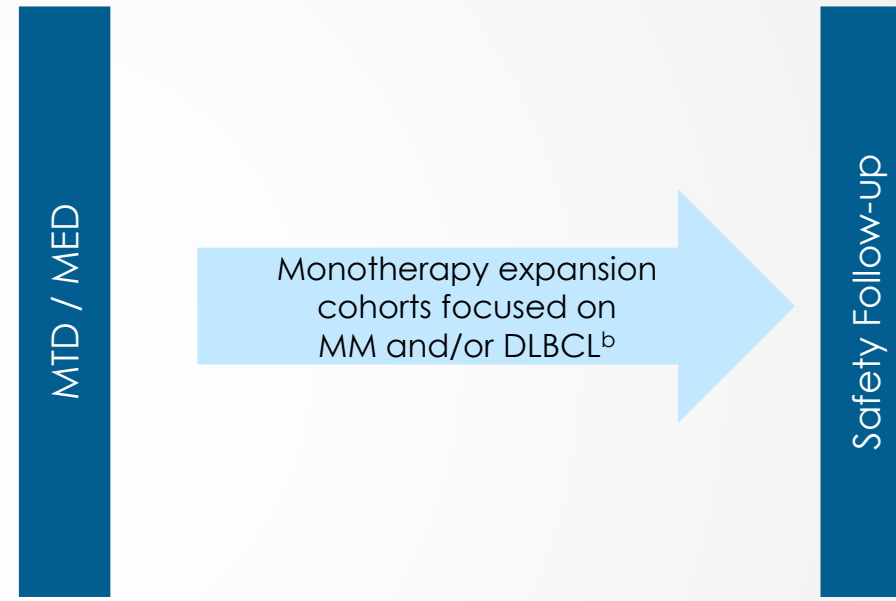 MTD / MED
Monotherapy expansion
cohorts focused on
MM and/or DLBCLᵇ
Safety Follow-up